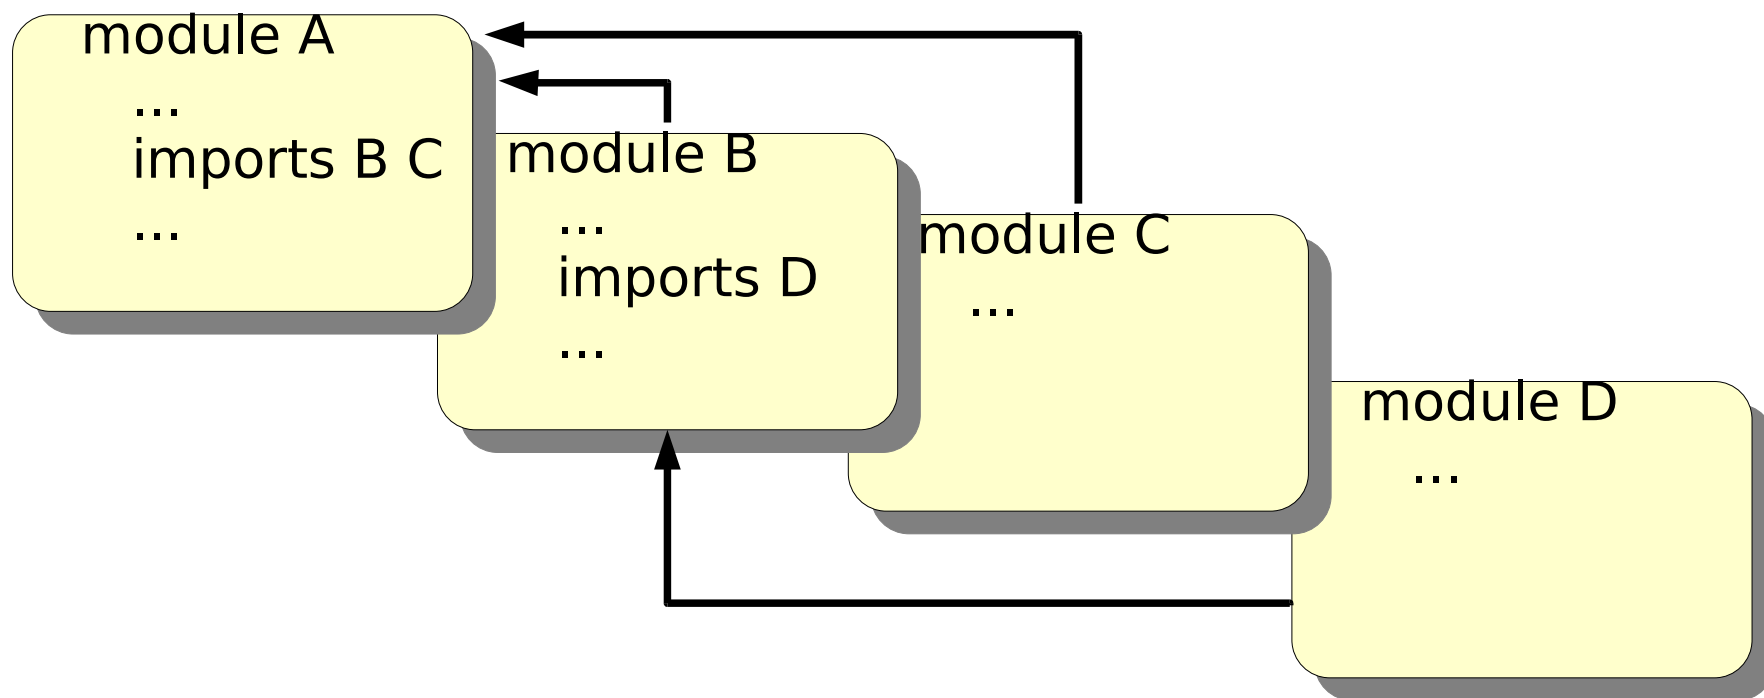 module A
...
imports B C
...
module B
...
imports D
...
module C
...
module D
...